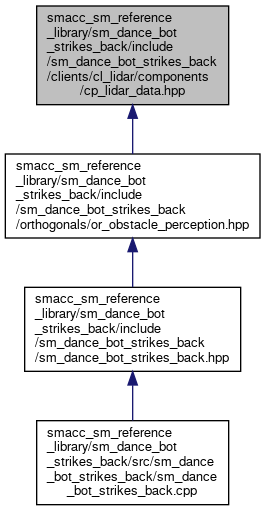 smacc_sm_reference
_library/sm_dance_bot
_strikes_back/include
/sm_dance_bot_strikes_back
/clients/cl_lidar/components
/cp_lidar_data.hpp
smacc_sm_reference
_library/sm_dance_bot
_strikes_back/include
/sm_dance_bot_strikes_back
/orthogonals/or_obstacle_perception.hpp
smacc_sm_reference
_library/sm_dance_bot
_strikes_back/include
/sm_dance_bot_strikes_back
/sm_dance_bot_strikes_back.hpp
smacc_sm_reference
_library/sm_dance_bot
_strikes_back/src/sm_dance
_bot_strikes_back/sm_dance
_bot_strikes_back.cpp